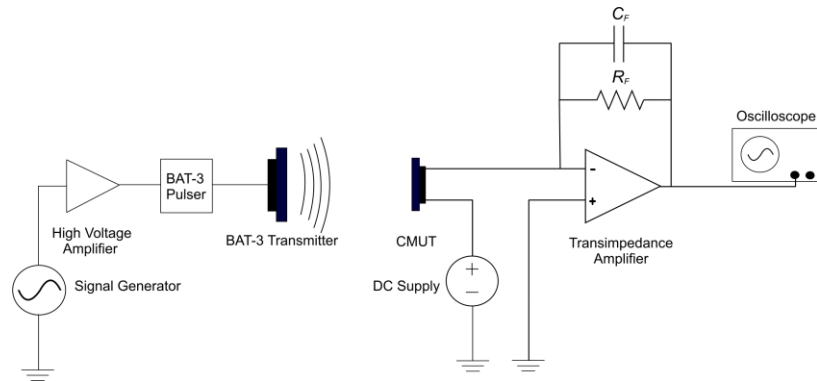 C_F
R_F
Oscilloscope
BAT-3
Pulser
-
+
High Voltage
Amplifier
BAT-3 Transmitter
CMUT
Transimpedance
Amplifier
Signal Generator
DC Supply
+
−